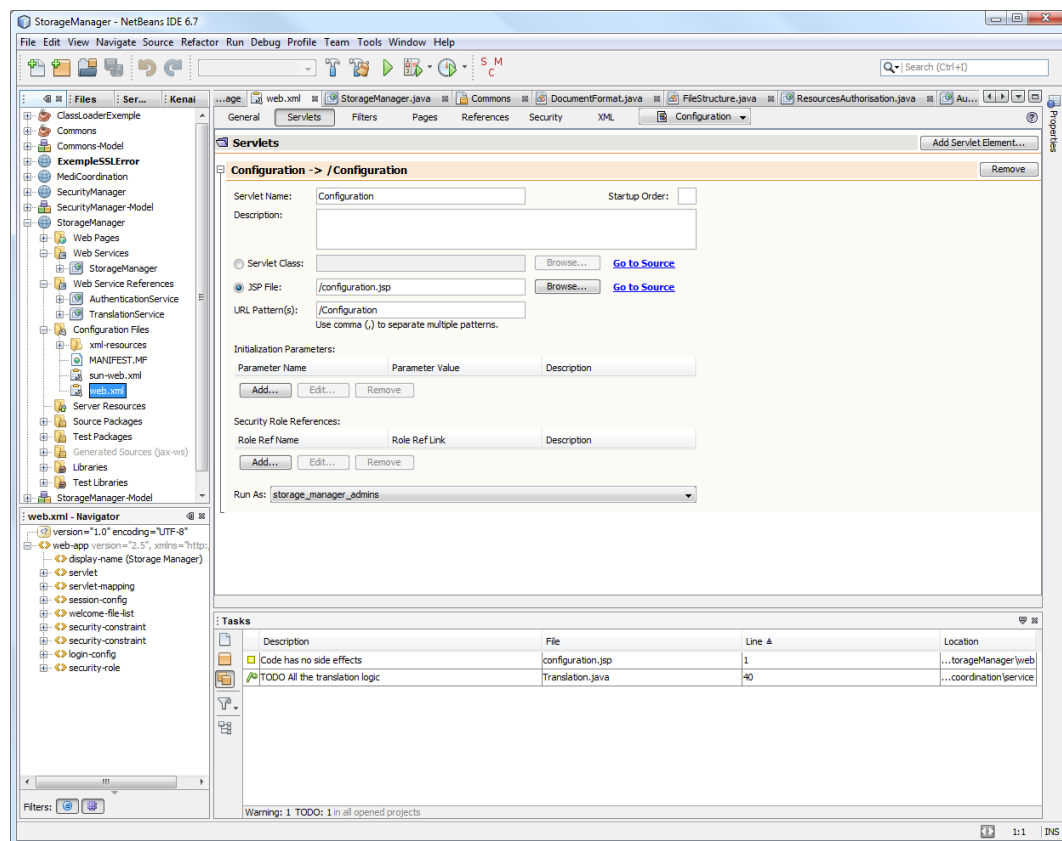 StorageManager - NetBeans IDE 6.7
File Edit View Navigate Source Refactor Run Debug Profile Team Tools Window Help
S M
C
Search (Ctrl+I)
Files Ser... Kenai
...age web.xml StorageManager.java Commons DocumentFormat.java FileStructure.java ResourcesAuthorisation.java Au...
General Servlets Filters Pages References Security XML Configuration
Properties
ClassLoaderExemple
Commons
Commons-Model
ExempleSSLError
MediCoordination
SecurityManager
SecurityManager-Model
StorageManager
Web Pages
Web Services
StorageManager
Web Service References
AuthenticationService
TranslationService
Configuration Files
xml-resources
MANIFEST.MF
sun-web.xml
web.xml
Server Resources
Source Packages
Test Packages
Generated Sources (jax-ws)
Libraries
Test Libraries
StorageManager-Model
Servlets Add Servlet Element...
Configuration -> /Configuration Remove
Servlet Name: Configuration Startup Order:
Description:
Servlet Class: Browse... Go to Source
JSP File: /configuration.jsp Browse... Go to Source
URL Pattern(s): /Configuration
Use comma (,) to separate multiple patterns.
Initialization Parameters:
Parameter Name Parameter Value Description
Add... Edit... Remove
Security Role References:
Role Ref Name Role Ref Link Description
Add... Edit... Remove
Run As: storage_manager_admins
web.xml - Navigator
version="1.0" encoding="UTF-8"
web-app version="2.5", xmlns="http:
display-name (Storage Manager)
servlet
servlet-mapping
session-config
welcome-file-list
security-constraint
security-constraint
login-config
security-role
Filters:
Tasks
Description File Line Location
Code has no side effects configuration.jsp 1 ...torageManager\web
TODO All the translation logic Translation.java 40 ...coordination\service
Warning: 1 TODO: 1 in all opened projects
1:1 INS